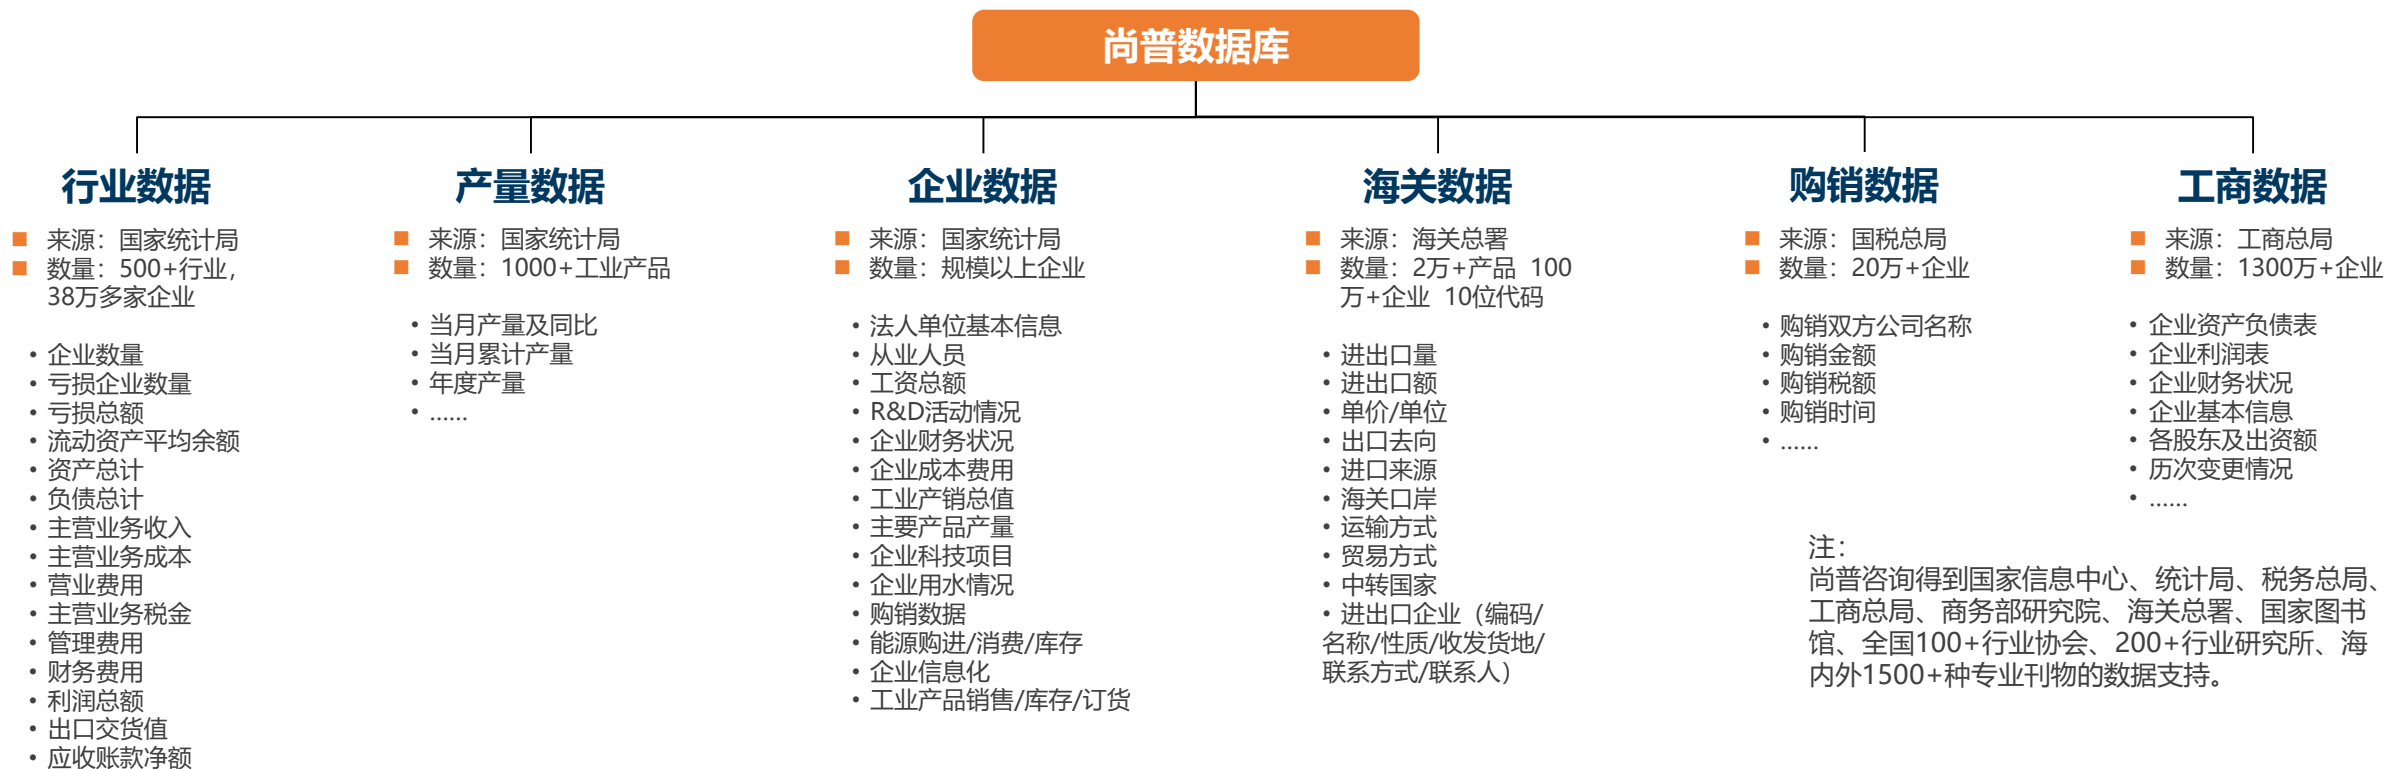 尚普数据库
行业数据
来源：国家统计局
数量：500+行业，
38万多家企业
• 企业数量
• 亏损企业数量
• 亏损总额
• 流动资产平均余额
• 资产总计
• 负债总计
• 主营业务收入
• 主营业务成本
• 营业费用
• 主营业务税金
• 管理费用
• 财务费用
• 利润总额
• 出口交货值
• 应收账款净额
产量数据
来源：国家统计局
数量：1000+工业产品
• 当月产量及同比
• 当月累计产量
• 年度产量
• ……
企业数据
来源：国家统计局
数量：规模以上企业
• 法人单位基本信息
• 从业人员
• 工资总额
• R&D活动情况
• 企业财务状况
• 企业成本费用
• 工业产销总值
• 主要产品产量
• 企业科技项目
• 企业用水情况
• 购销数据
• 能源购进/消费/库存
• 企业信息化
• 工业产品销售/库存/订货
海关数据
来源：海关总署
数量：2万+产品 100
万+企业 10位代码
• 进出口量
• 进出口额
• 单价/单位
• 出口去向
• 进口来源
• 海关口岸
• 运输方式
• 贸易方式
• 中转国家
• 进出口企业（编码/
名称/性质/收发货地/
联系方式/联系人）
购销数据
来源：国税总局
数量：20万+企业
• 购销双方公司名称
• 购销金额
• 购销税额
• 购销时间
• ……
工商数据
来源：工商总局
数量：1300万+企业
• 企业资产负债表
• 企业利润表
• 企业财务状况
• 企业基本信息
• 各股东及出资额
• 历次变更情况
• ……
注：
尚普咨询得到国家信息中心、统计局、税务总局、
工商总局、商务部研究院、海关总署、国家图书
馆、全国100+行业协会、200+行业研究所、海
内外1500+种专业刊物的数据支持。